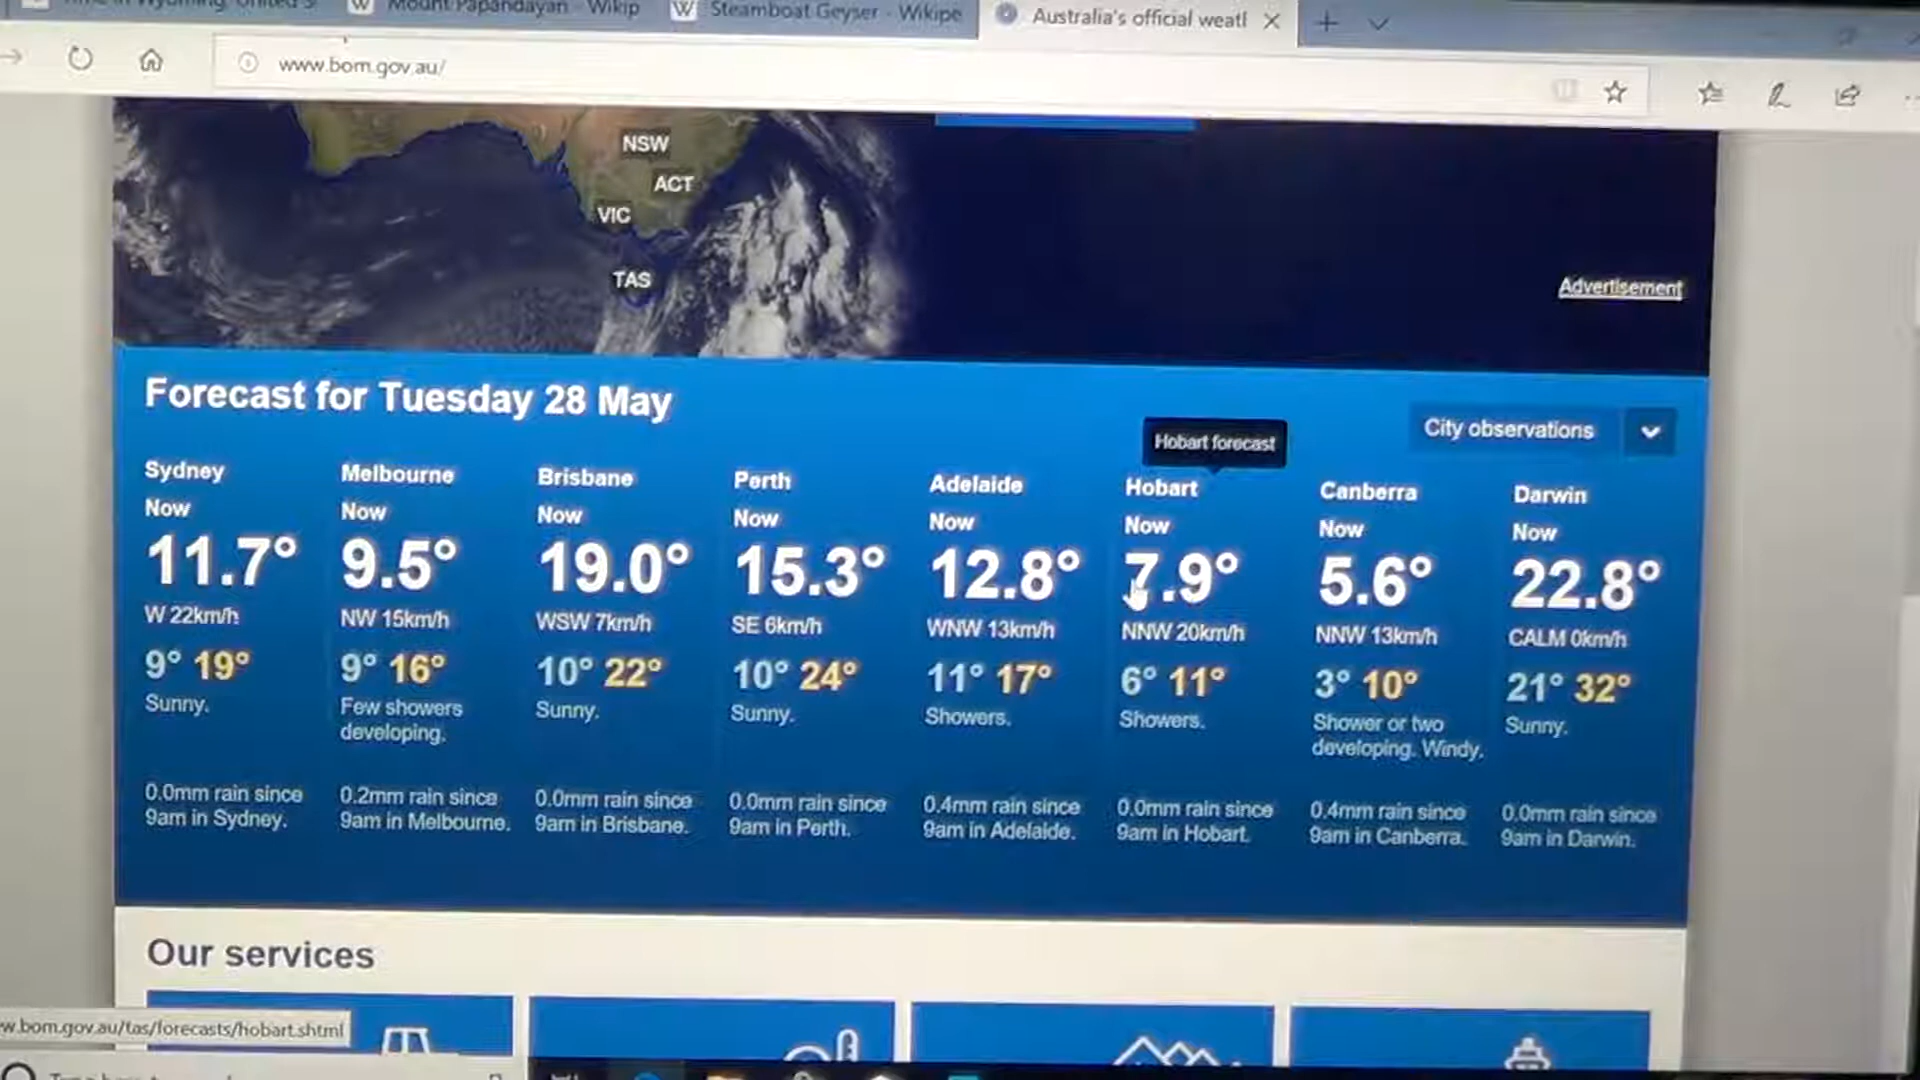 Mount Papandayan - Wikip
Steamboat Geyser - Wikipe
Australia's official weatl
www.bom.gov.au/
NSW
ACT
VIC
TAS
Advertisement
Forecast for Tuesday 28 May
Hobart forecast
City observations
Sydney
Now
11.7°
W 22km/h
9° 19°
Sunny.
0.0mm rain since
9am in Sydney.
Melbourne
Now
9.5°
NW 15km/h
9° 16°
Few showers
developing.
0.2mm rain since
9am in Melbourne.
Brisbane
Now
19.0°
WSW 7km/h
10° 22°
Sunny.
0.0mm rain since
9am in Brisbane.
Perth
Now
15.3°
SE 6km/h
10° 24°
Sunny.
0.0mm rain since
9am in Perth.
Adelaide
Now
12.8°
WNW 13km/h
11° 17°
Showers.
0.4mm rain since
9am in Adelaide.
Hobart
Now
7.9°
NNW 20km/h
6° 11°
Showers.
0.0mm rain since
9am in Hobart.
Canberra
Now
5.6°
NNW 13km/h
3° 10°
Shower or two
developing. Windy.
0.4mm rain since
9am in Canberra.
Darwin
Now
22.8°
CALM 0km/h
21° 32°
Sunny.
0.0mm rain since
9am in Darwin.
Our services
w.bom.gov.au/tas/forecasts/hobart.shtml